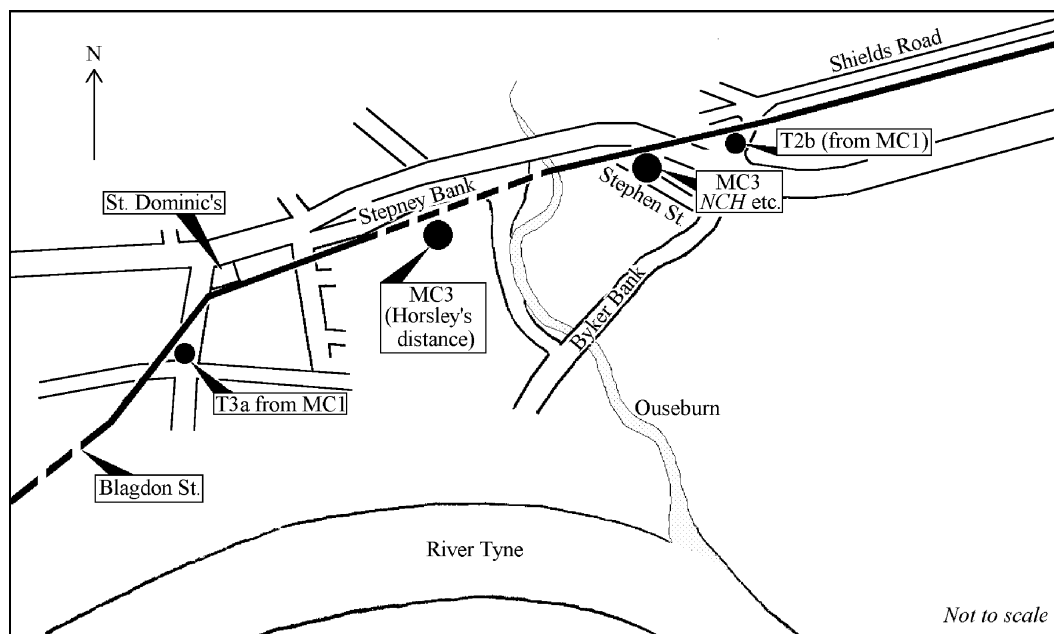 N
Shields Road
T2b (from MC1)
St. Dominic's
Stepney Bank
MC3
NCH etc.
Stephen St.
MC3
(Horsley's
distance)
Byker Bank
T3a from MC1
Ouseburn
Blagdon St.
River Tyne
Not to scale